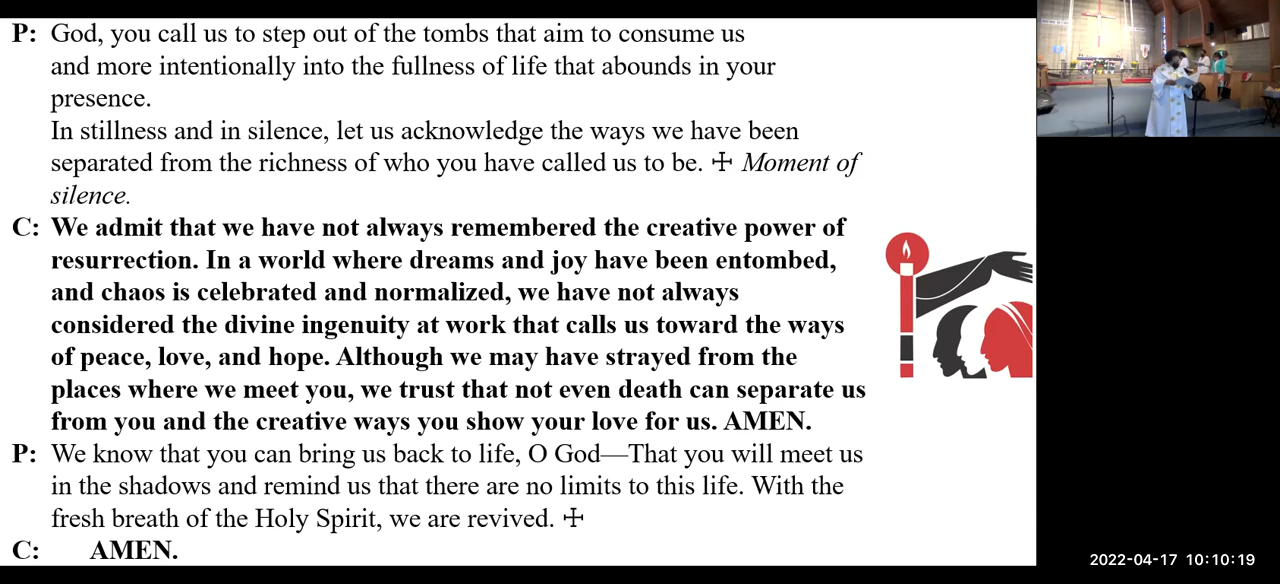 P: God, you call us to step out of the tombs that aim to consume us
and more intentionally into the fullness of life that abounds in your
presence.
In stillness and in silence, let us acknowledge the ways we have been
separated from the richness of who you have called us to be. ☩ Moment of
silence.
C: We admit that we have not always remembered the creative power of
resurrection. In a world where dreams and joy have been entombed,
and chaos is celebrated and normalized, we have not always
considered the divine ingenuity at work that calls us toward the ways
of peace, love, and hope. Although we may have strayed from the
places where we meet you, we trust that not even death can separate us
from you and the creative ways you show your love for us. AMEN.
P: We know that you can bring us back to life, O God—That you will meet us
in the shadows and remind us that there are no limits to this life. With the
fresh breath of the Holy Spirit, we are revived. ☩
C: AMEN.
2022-04-17 10:10:19